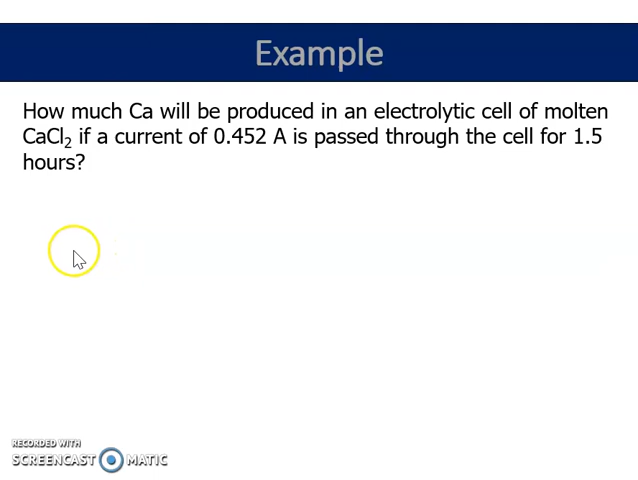 Example
How much Ca will be produced in an electrolytic cell of molten
CaCl₂ if a current of 0.452 A is passed through the cell for 1.5
hours?
RECORDED WITH
SCREENCAST MATIC